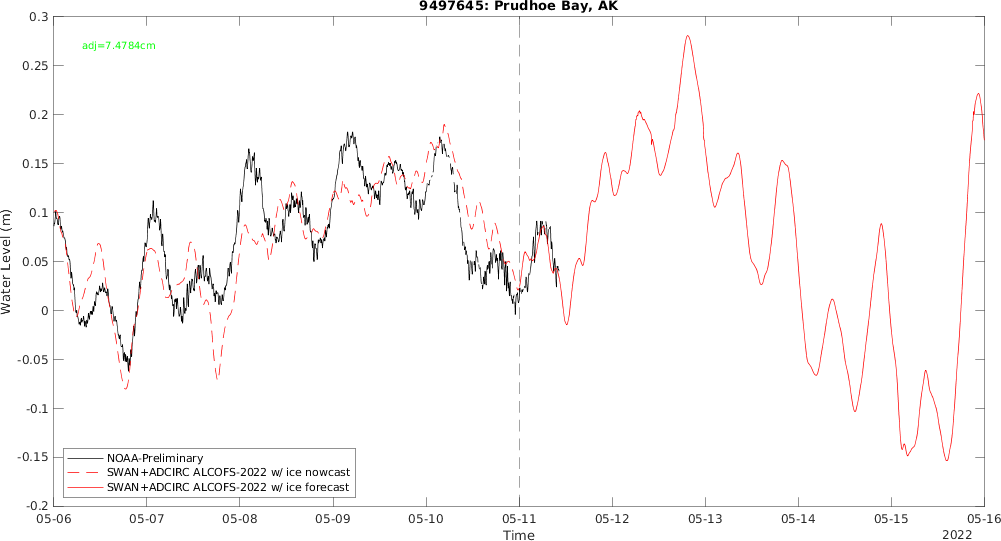 9497645: Prudhoe Bay, AK
adj=7.4784cm
0.3
0.25
0.2
0.15
0.1
0.05
0
-0.05
-0.1
-0.15
-0.2
Water Level (m)
NOAA-Preliminary
SWAN+ADCIRC ALCOFS-2022 w/ ice nowcast
SWAN+ADCIRC ALCOFS-2022 w/ ice forecast
05-06 05-07 05-08 05-09 05-10 05-11 05-12 05-13 05-14 05-15 05-16
Time
2022